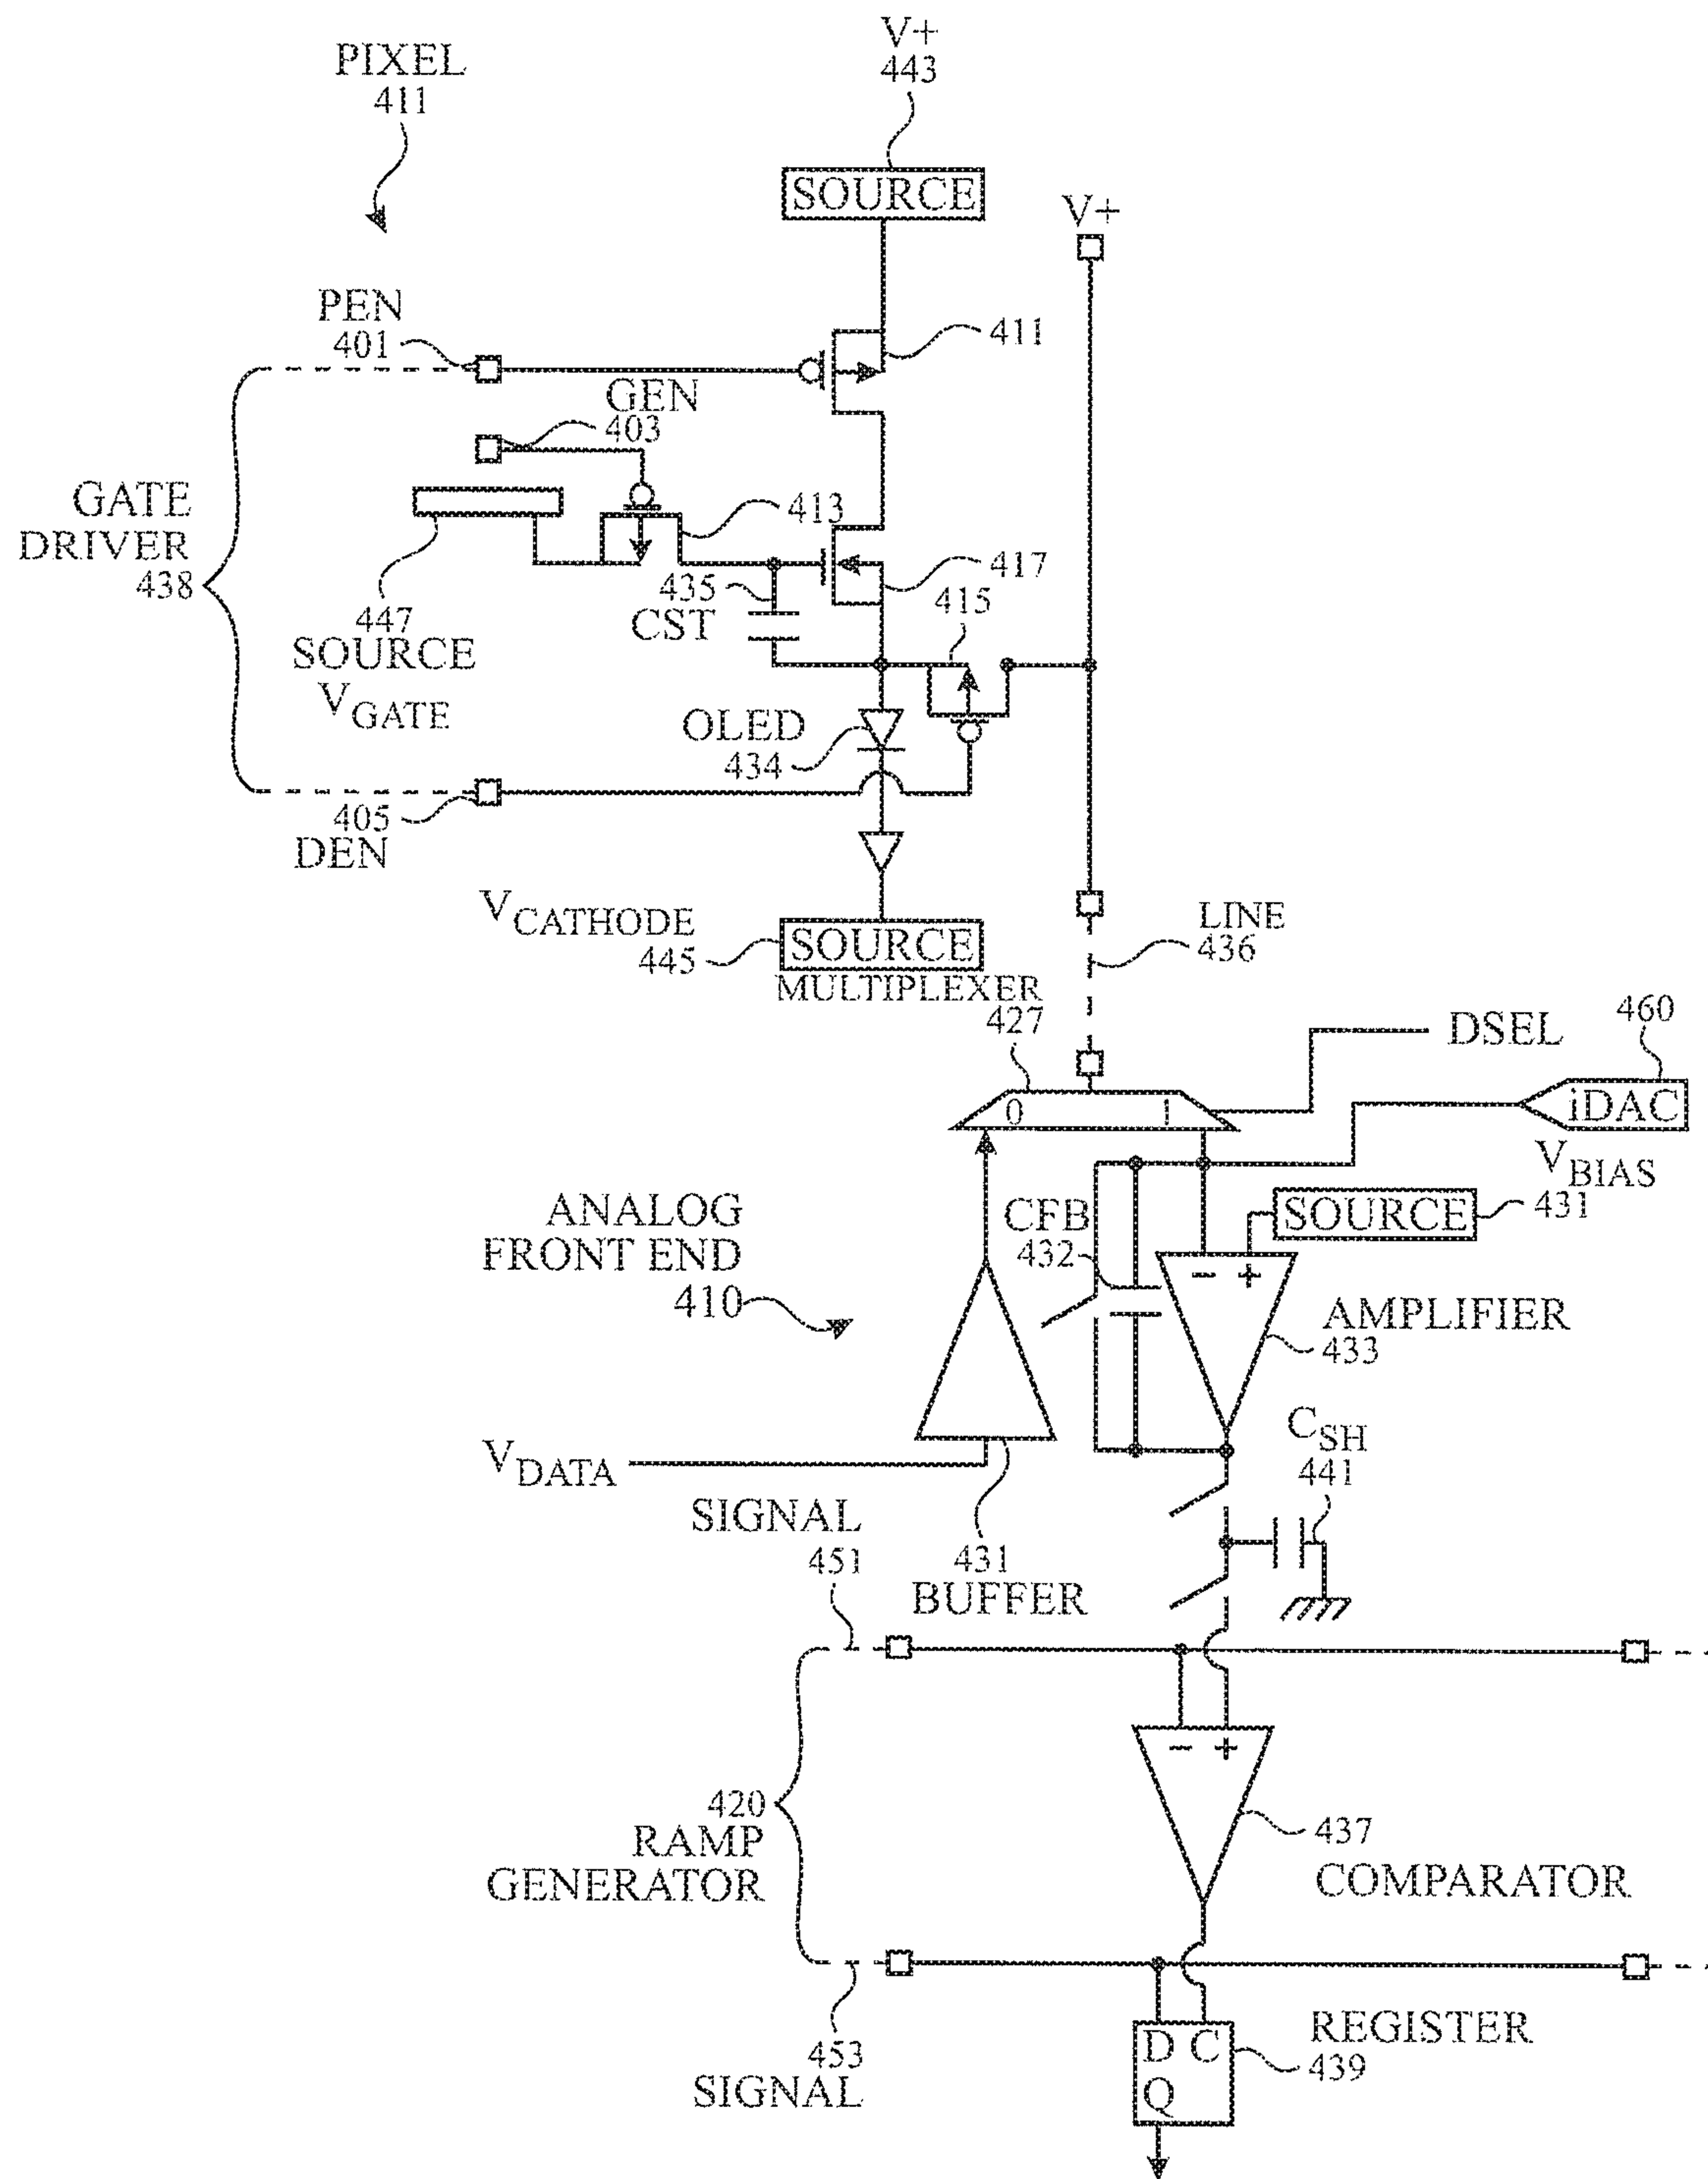 V+
443
PIXEL
411
SOURCE
V+
PEN
401
411
GEN
403
GATE
DRIVER
438
413
417
435
CST
415
447
SOURCE
VGATE
OLED
434
405
DEN
VCATHODE
445
SOURCE
LINE
436
MULTIPLEXER
427
DSEL
460
iDAC
0 1
VBIAS
SOURCE
431
ANALOG
FRONT END
410
CFB
432
- +
AMPLIFIER
433
CSH
441
VDATA
SIGNAL
451
431
BUFFER
- +
420
RAMP
GENERATOR
437
COMPARATOR
453
SIGNAL
D C
Q
REGISTER
439